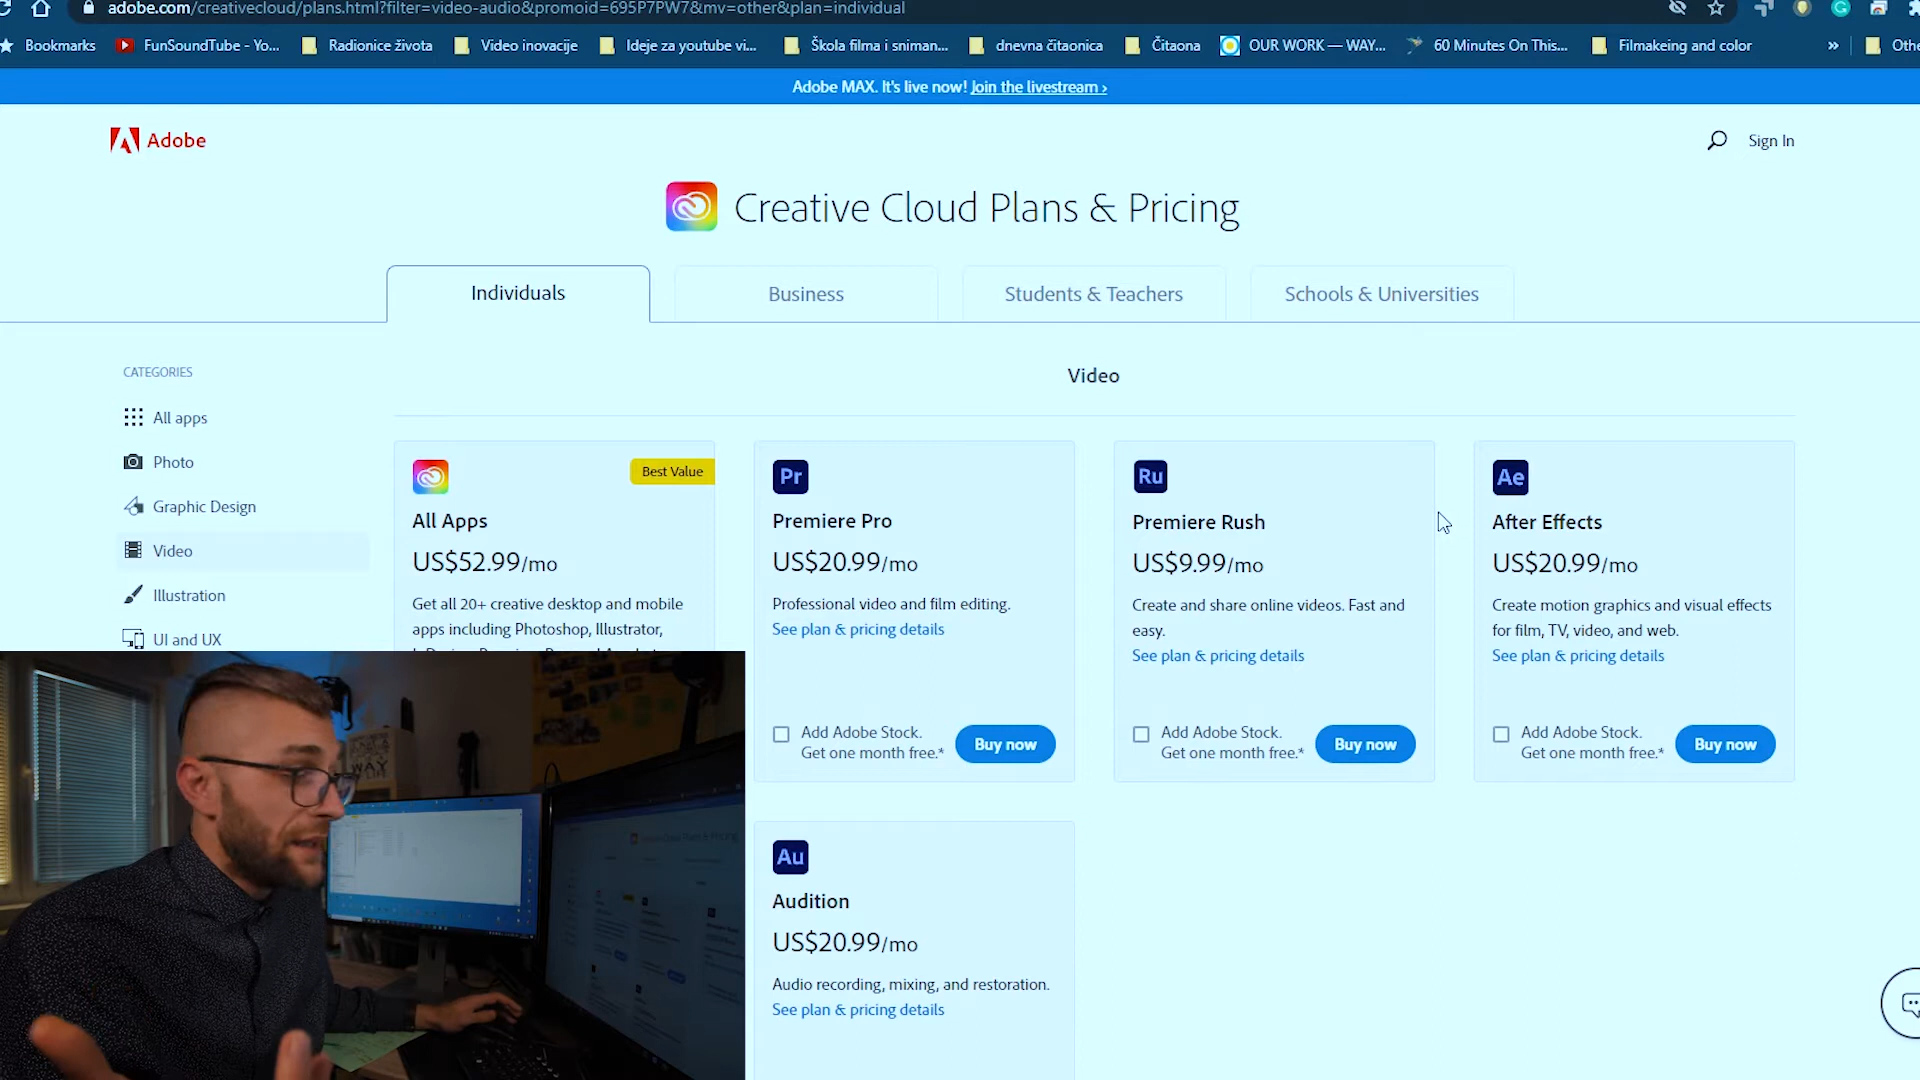 adobe.com/creativecloud/plans.html?filter=video-audio&promoid=695P7PW7&mv=other&plan=individual
Bookmarks
FunSoundTube - Yo...
Radionice života
Video inovacije
Ideje za youtube vi...
Škola filma i sniman...
dnevna čitaonica
Čitaona
OUR WORK — WAY...
60 Minutes On This...
Filmakeing and color
»
Othe
Adobe MAX. It's live now! Join the livestream ›
Adobe
Sign In
Creative Cloud Plans & Pricing
Individuals
Business
Students & Teachers
Schools & Universities
CATEGORIES
All apps
Photo
Graphic Design
Video
Illustration
UI and UX
Video
Best Value
All Apps
US$52.99/mo
Get all 20+ creative desktop and mobile
apps including Photoshop, Illustrator,
Pr
Premiere Pro
US$20.99/mo
Professional video and film editing.
See plan & pricing details
Add Adobe Stock.
Get one month free.*
Buy now
Ru
Premiere Rush
US$9.99/mo
Create and share online videos. Fast and
easy.
See plan & pricing details
Add Adobe Stock.
Get one month free.*
Buy now
Ae
After Effects
US$20.99/mo
Create motion graphics and visual effects
for film, TV, video, and web.
See plan & pricing details
Add Adobe Stock.
Get one month free.*
Buy now
Au
Audition
US$20.99/mo
Audio recording, mixing, and restoration.
See plan & pricing details
Creative Cloud Plans & Pricing